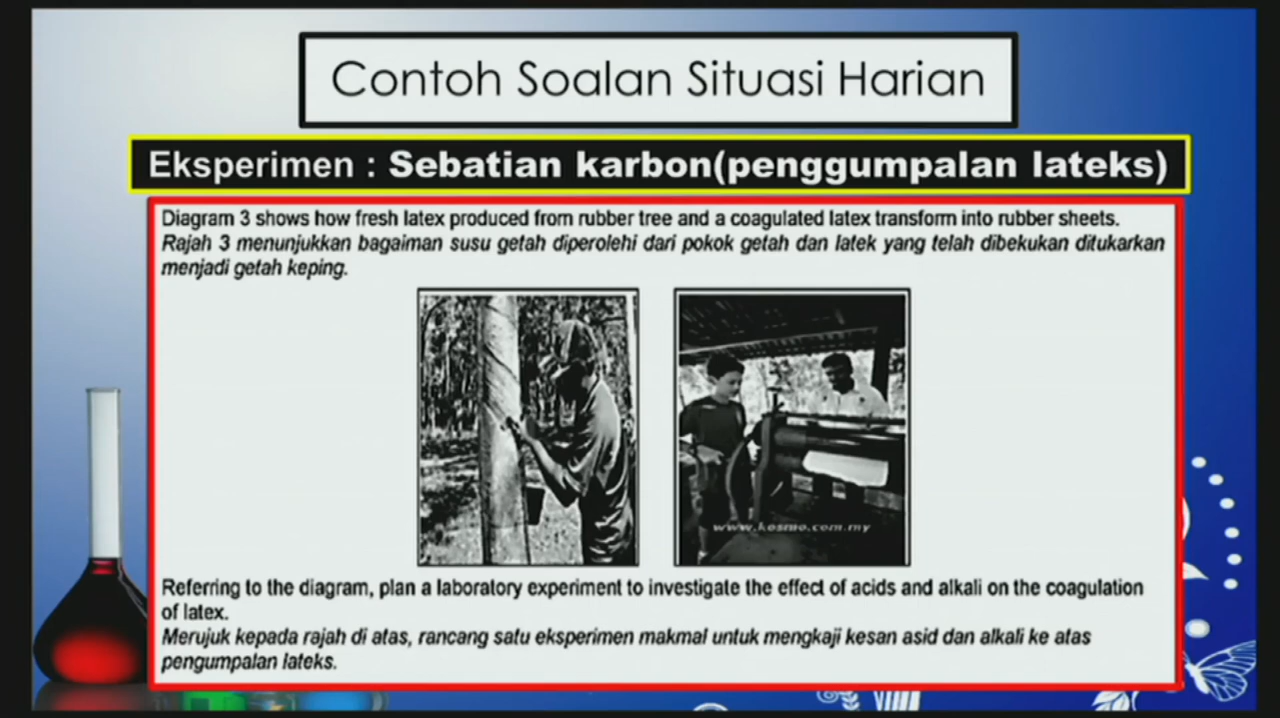 Contoh Soalan Situasi Harian
Eksperimen : Sebatian karbon(penggumpalan lateks)
Diagram 3 shows how fresh latex produced from rubber tree and a coagulated latex transform into rubber sheets.
Rajah 3 menunjukkan bagaiman susu getah diperolehi dari pokok getah dan latek yang telah dibekukan ditukarkan
menjadi getah keping.
www.kosmo.com.my
Referring to the diagram, plan a laboratory experiment to investigate the effect of acids and alkali on the coagulation
of latex.
Merujuk kepada rajah di atas, rancang satu eksperimen makmal untuk mengkaji kesan asid dan alkali ke atas
pengumpalan lateks.